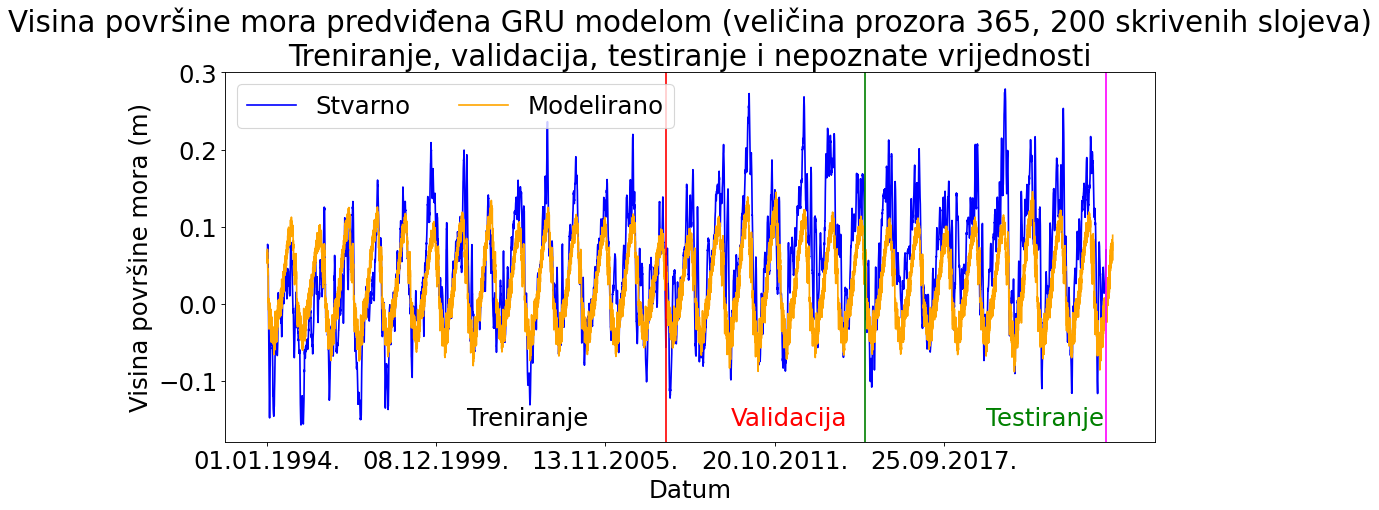 Visina površine mora predviđena GRU modelom (veličina prozora 365, 200 skrivenih slojeva)
Treniranje, validacija, testiranje i nepoznate vrijednosti
Stvarno
Modelirano
Visina površine mora (m)
0.3
0.2
0.1
0.0
−0.1
Treniranje
Validacija
Testiranje
01.01.1994.
08.12.1999.
13.11.2005.
20.10.2011.
25.09.2017.
Datum